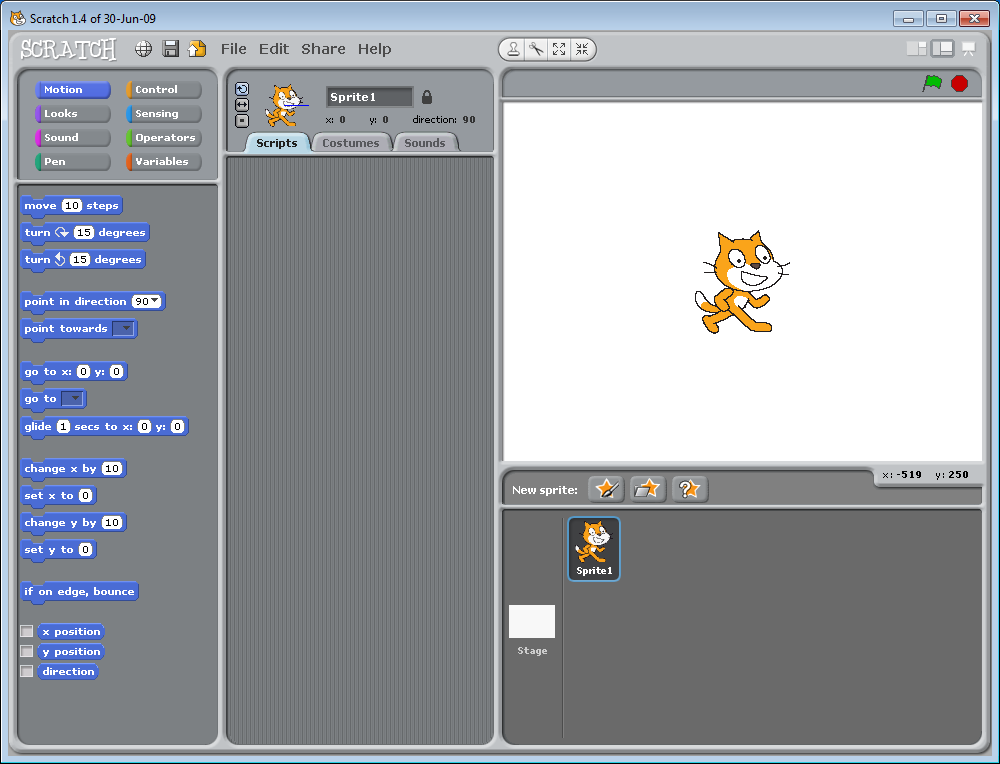 Scratch 1.4 of 30-Jun-09
SCRATCH File Edit Share Help
Motion Control
Looks Sensing
Sound Operators
Pen Variables
move 10 steps
turn 15 degrees
turn 15 degrees
point in direction 90
point towards
go to x: 0 y: 0
go to
glide 1 secs to x: 0 y: 0
change x by 10
set x to 0
change y by 10
set y to 0
if on edge, bounce
x position
y position
direction
Sprite1
x: 0 y: 0 direction: 90
Scripts Costumes Sounds
x: -519 y: 250
New sprite:
Sprite1
Stage